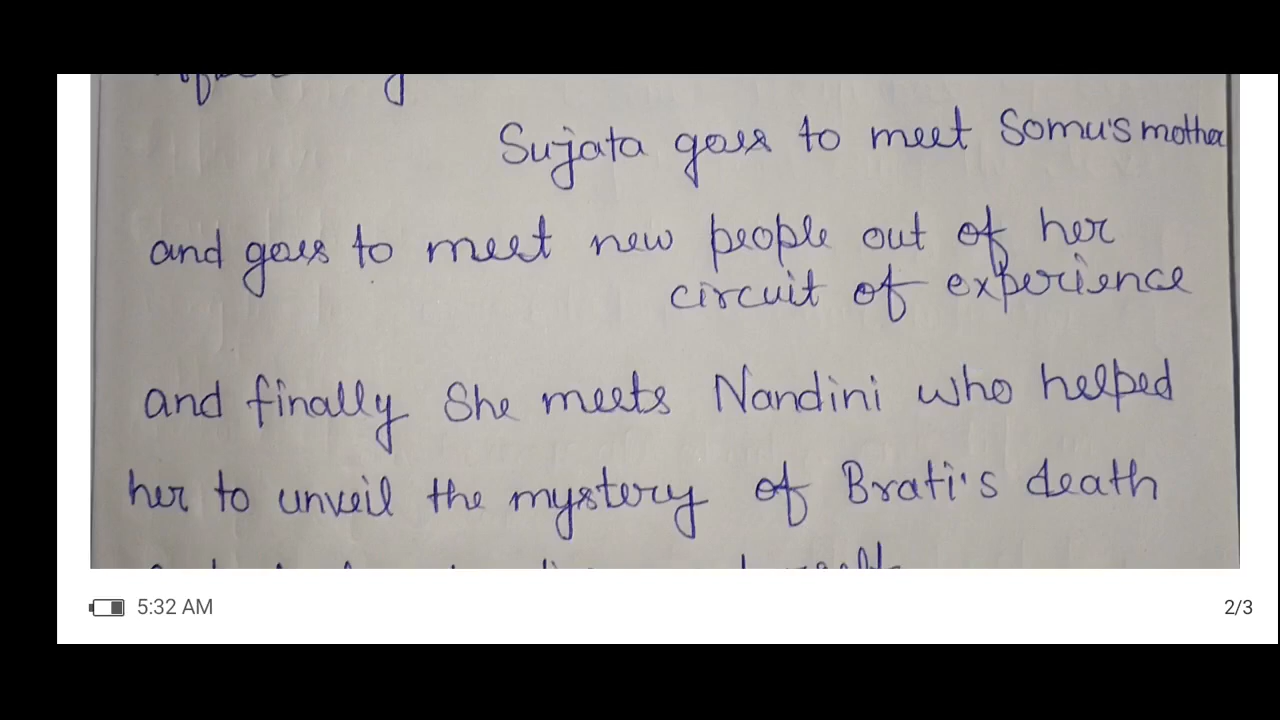 Sujata goes to meet Somu's mother
and goes to meet new people out of her
circuit of experience
and finally She meets Nandini who helped
her to unveil the mystery of Brati's death
5:32 AM
2/3